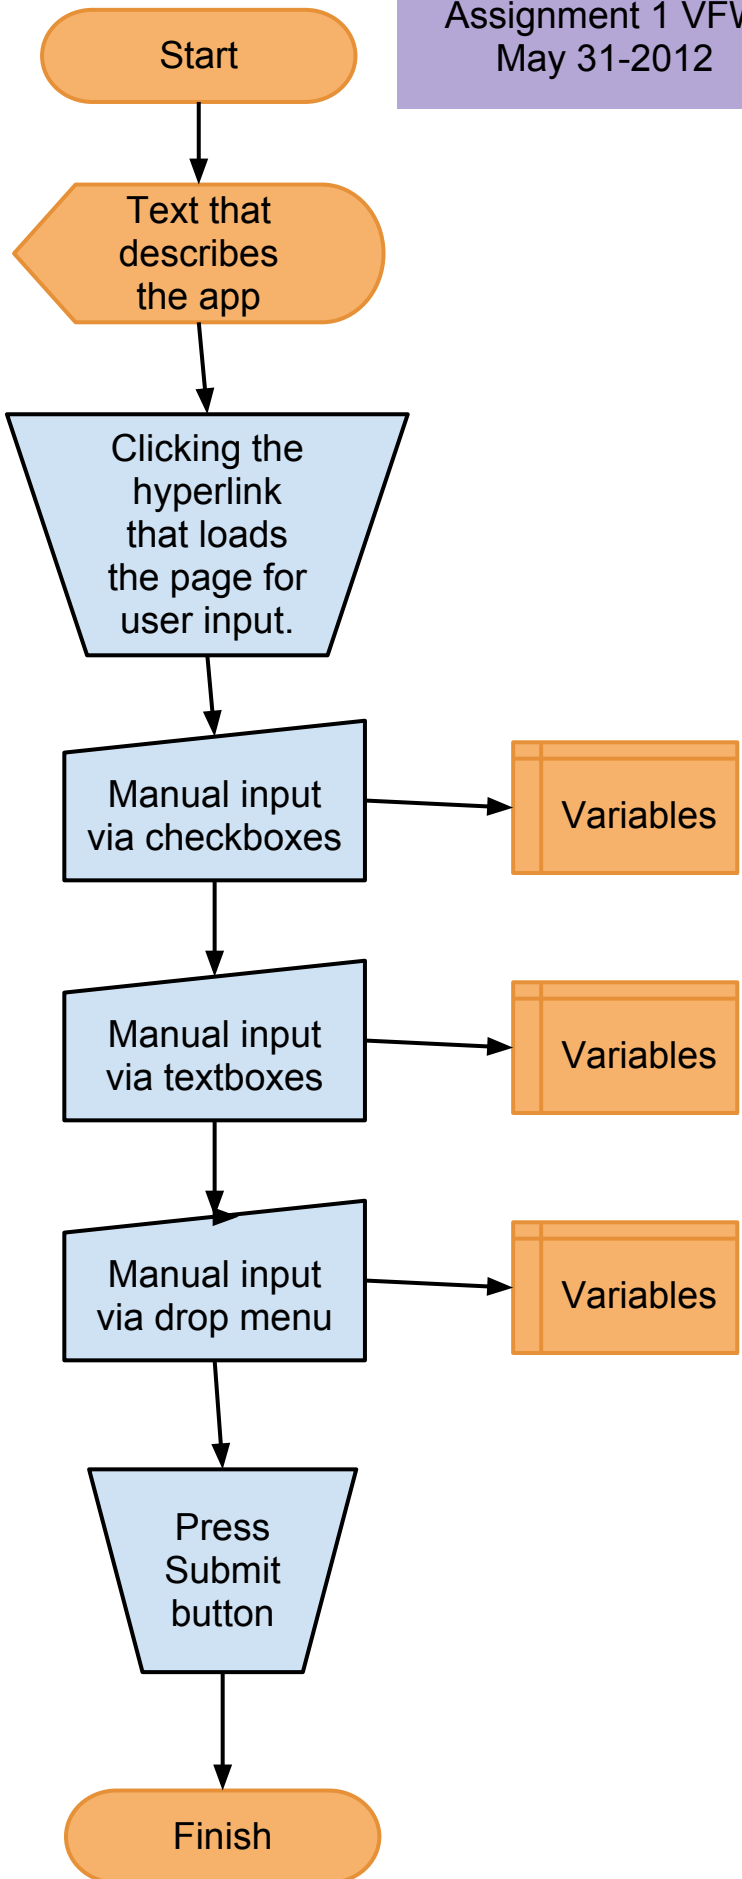 Assignment 1
May 31-2012
Start
Text that
describes
the app
Clicking the
hyperlink
that loads
the page for
user input.
Manual input
via checkboxes
Variables
Manual input
via textboxes
Variables
Manual input
via drop menu
Variables
Press
Submit
button
Finish